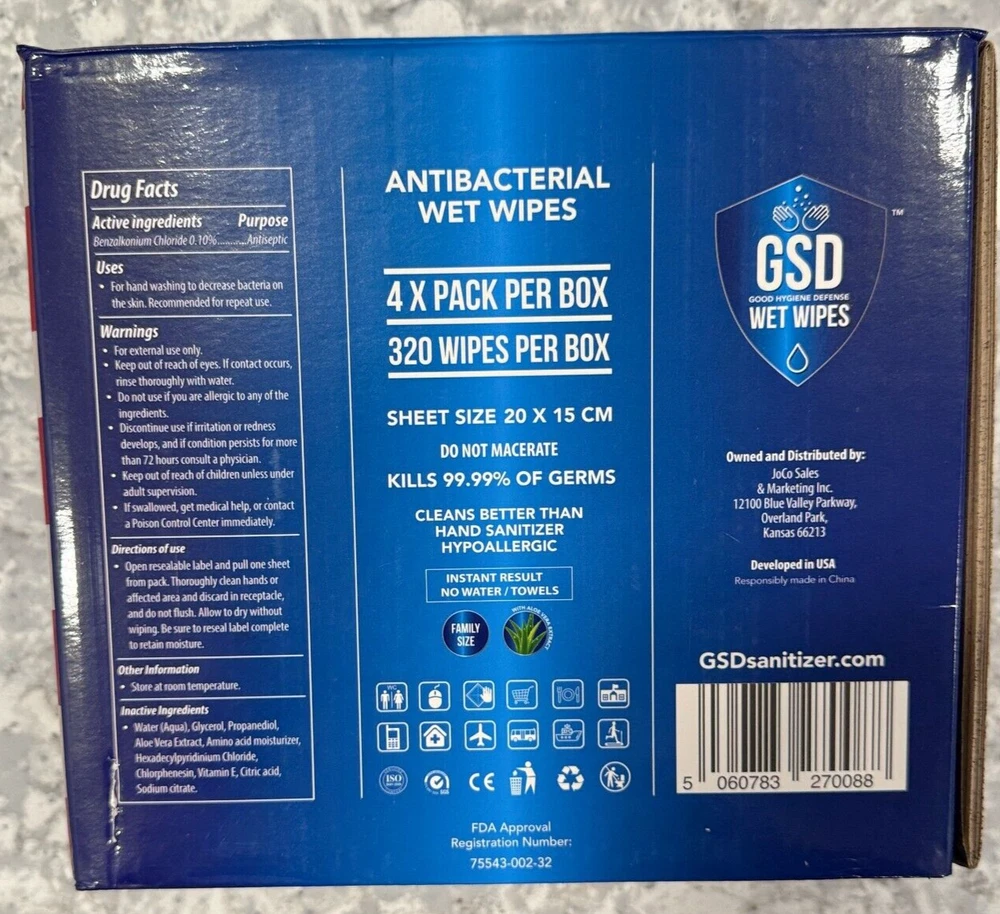 Drug Facts
Active ingredients Purpose
Benzalkonium Chloride 0.10%..........Antiseptic
Uses
• For hand washing to decrease bacteria on
the skin. Recommended for repeat use.
Warnings
• For external use only.
• Keep out of reach of eyes. If contact occurs,
rinse thoroughly with water.
• Do not use if you are allergic to any of the
ingredients.
• Discontinue use if irritation or redness
develops, and if condition persists for more
than 72 hours consult a physician.
• Keep out of reach of children unless under
adult supervision.
• If swallowed, get medical help, or contact
a Poison Control Center immediately.
Directions of use
• Open resealable label and pull one sheet
from pack. Thoroughly clean hands or
affected area and discard in receptacle,
and do not flush. Allow to dry without
wiping. Be sure to reseal label complete
to retain moisture.
Other Information
• Store at room temperature.
Inactive Ingredients
• Water (Aqua), Glycerol, Propanediol,
Aloe Vera Extract, Amino acid moisturizer,
Hexadecylpyridinium Chloride,
Chlorphenesin, Vitamin E, Citric acid,
Sodium citrate.
ANTIBACTERIAL
WET WIPES
4 X PACK PER BOX
320 WIPES PER BOX
SHEET SIZE 20 X 15 CM
DO NOT MACERATE
KILLS 99.99% OF GERMS
CLEANS BETTER THAN
HAND SANITIZER
HYPOALLERGIC
INSTANT RESULT
NO WATER / TOWELS
FAMILY
SIZE
WITH ALOE VERA EXTRACT
WC
ISO
SGS
CE
FDA Approval
Registration Number:
75543-002-32
TM
GSD
GOOD HYGIENE DEFENSE
WET WIPES
Owned and Distributed by:
JoCo Sales
& Marketing Inc.
12100 Blue Valley Parkway,
Overland Park,
Kansas 66213
Developed in USA
Responsibly made in China
GSDsanitizer.com
5 060783 270088